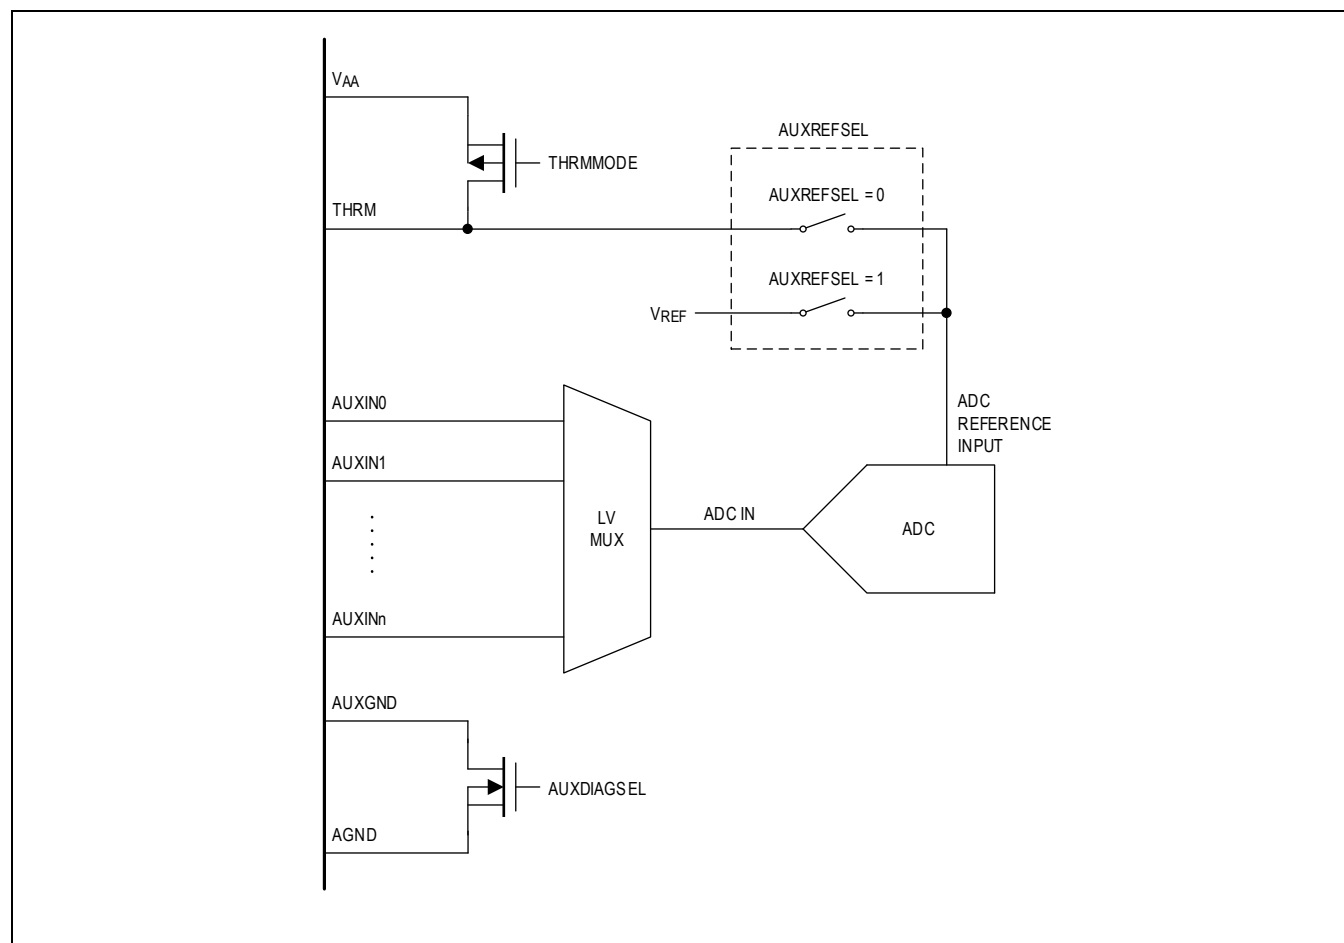 VAA
THRMMODE
THRM
AUXREFSEL
AUXREFSEL = 0
AUXREFSEL = 1
VREF
AUXIN0
AUXIN1
AUXINn
LV
MUX
ADC IN
ADC
REFERENCE
INPUT
ADC
AUXGND
AUXDIAGSEL
AGND